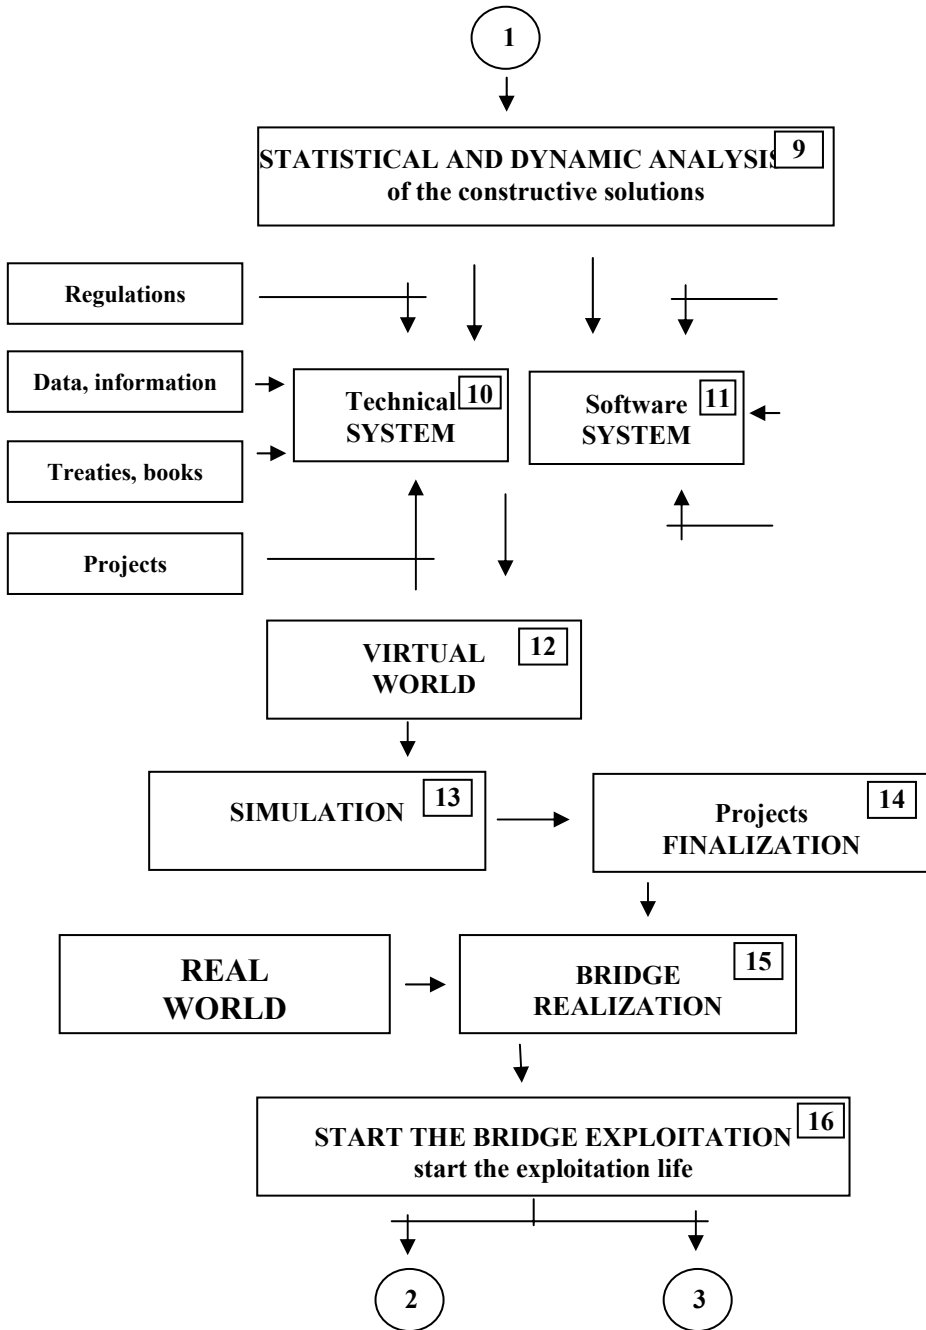 1
9
STATISTICAL AND DYNAMIC ANALYSIS
of the constructive solutions
Regulations
Data, information
Treaties, books
Projects
10
Technical
SYSTEM
11
Software
SYSTEM
12
VIRTUAL
WORLD
13
SIMULATION
14
Projects
FINALIZATION
REAL
WORLD
15
BRIDGE
REALIZATION
16
START THE BRIDGE EXPLOITATION
start the exploitation life
2
3